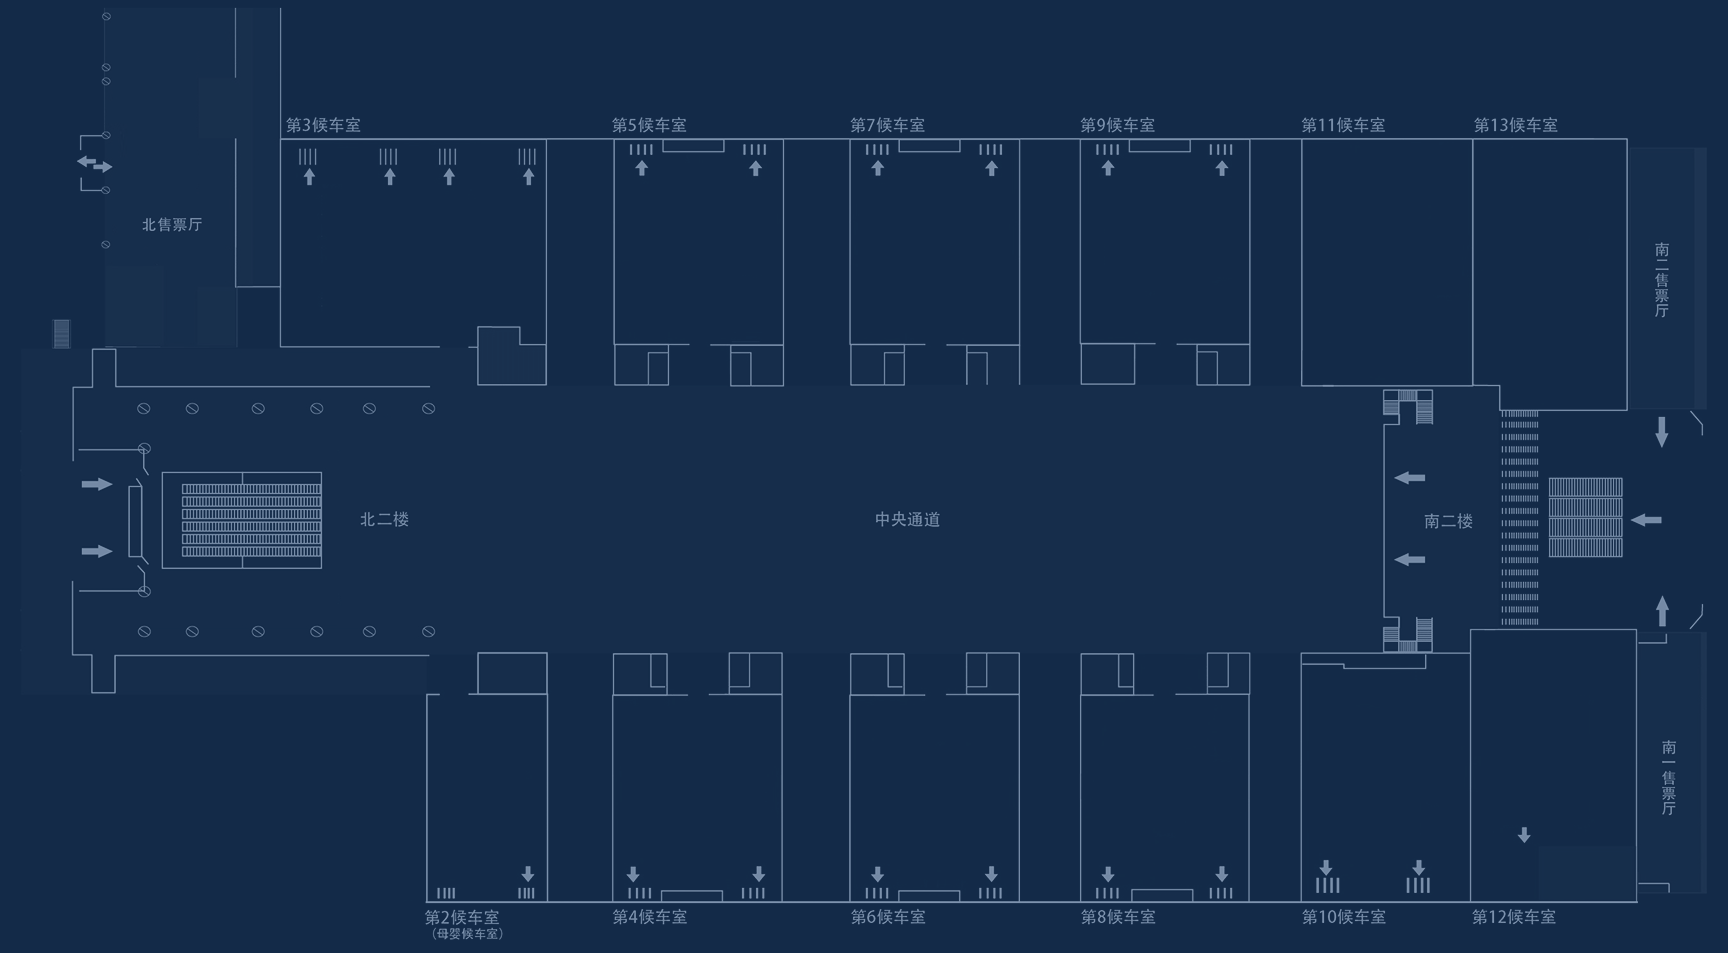 第3候车室
第5候车室
第7候车室
第9候车室
第11候车室
第13候车室
北售票厅
南二售票厅
北二楼
中央通道
南二楼
南一售票厅
第2候车室
（母婴候车室）
第4候车室
第6候车室
第8候车室
第10候车室
第12候车室